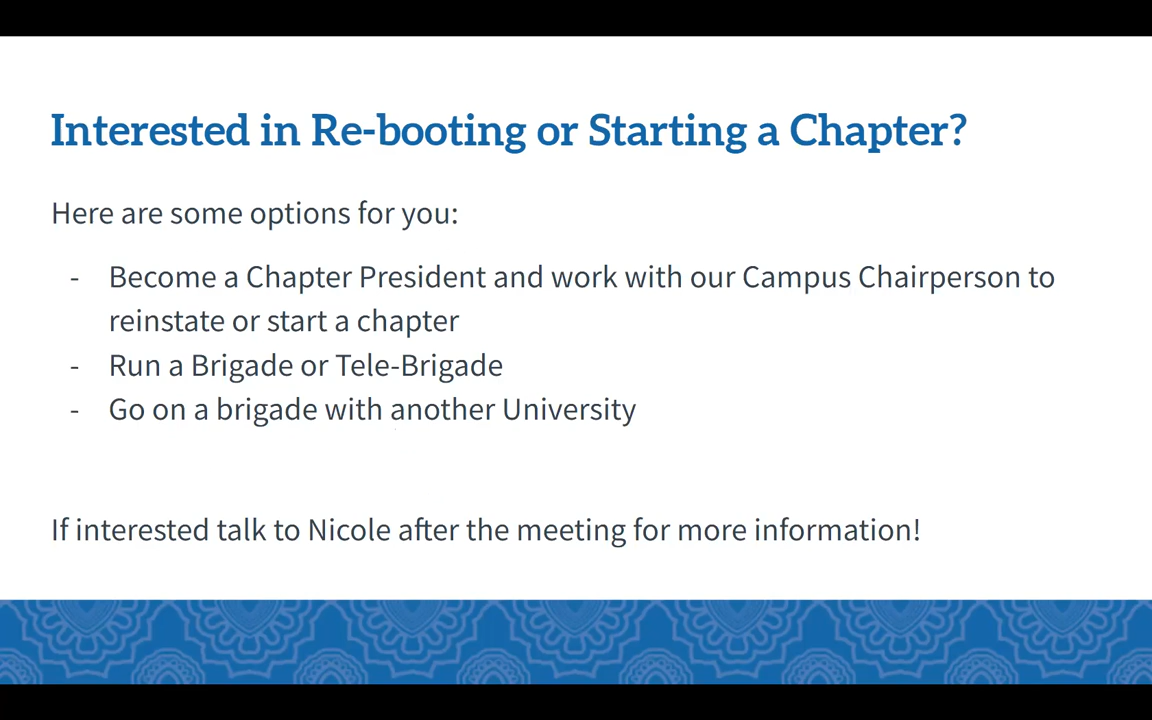 Interested in Re-booting or Starting a Chapter?
Here are some options for you:
- Become a Chapter President and work with our Campus Chairperson to
reinstate or start a chapter
- Run a Brigade or Tele-Brigade
- Go on a brigade with another University
If interested talk to Nicole after the meeting for more information!